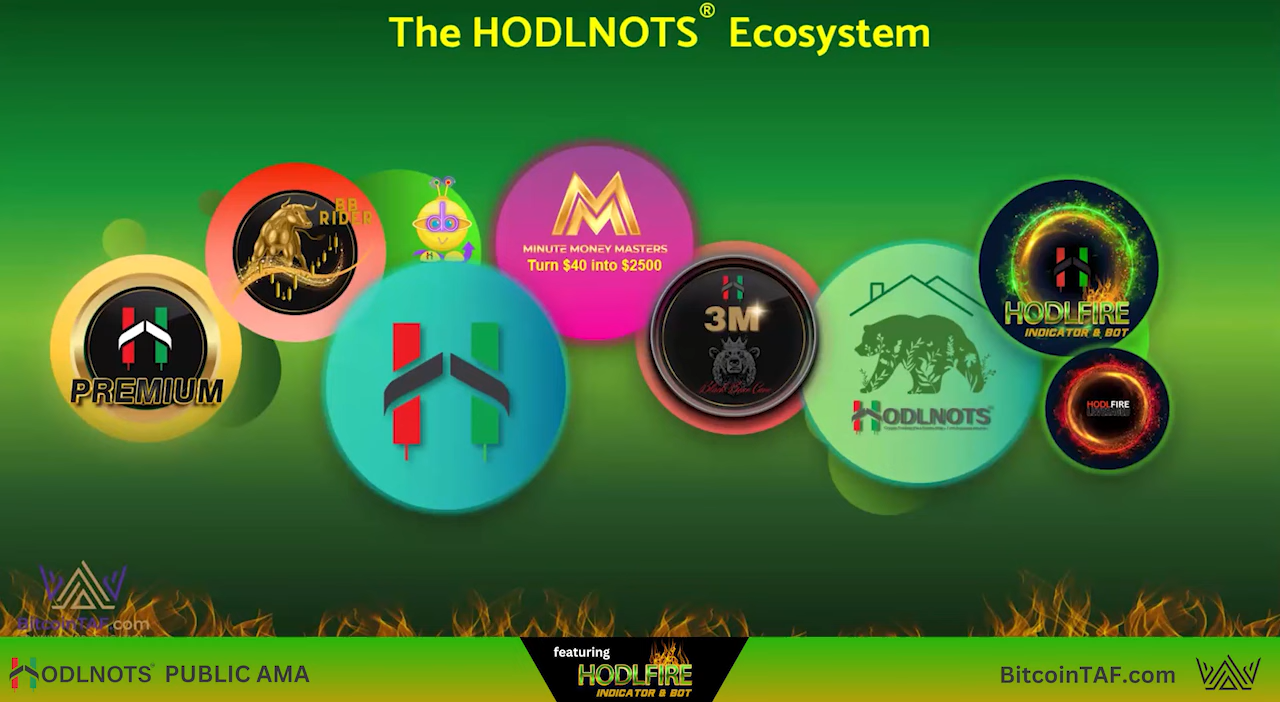 The HODLNOTS® Ecosystem
PREMIUM
BB
RIDER
MINUTE MONEY MASTERS
Turn $40 into $2500
3M
HODLNOTS
HODLFIRE
INDICATOR & BOT
HODLFIRE
BitcoinTAF.com
HODLNOTS® PUBLIC AMA
featuring
HODLFIRE
INDICATOR & BOT
BitcoinTAF.com